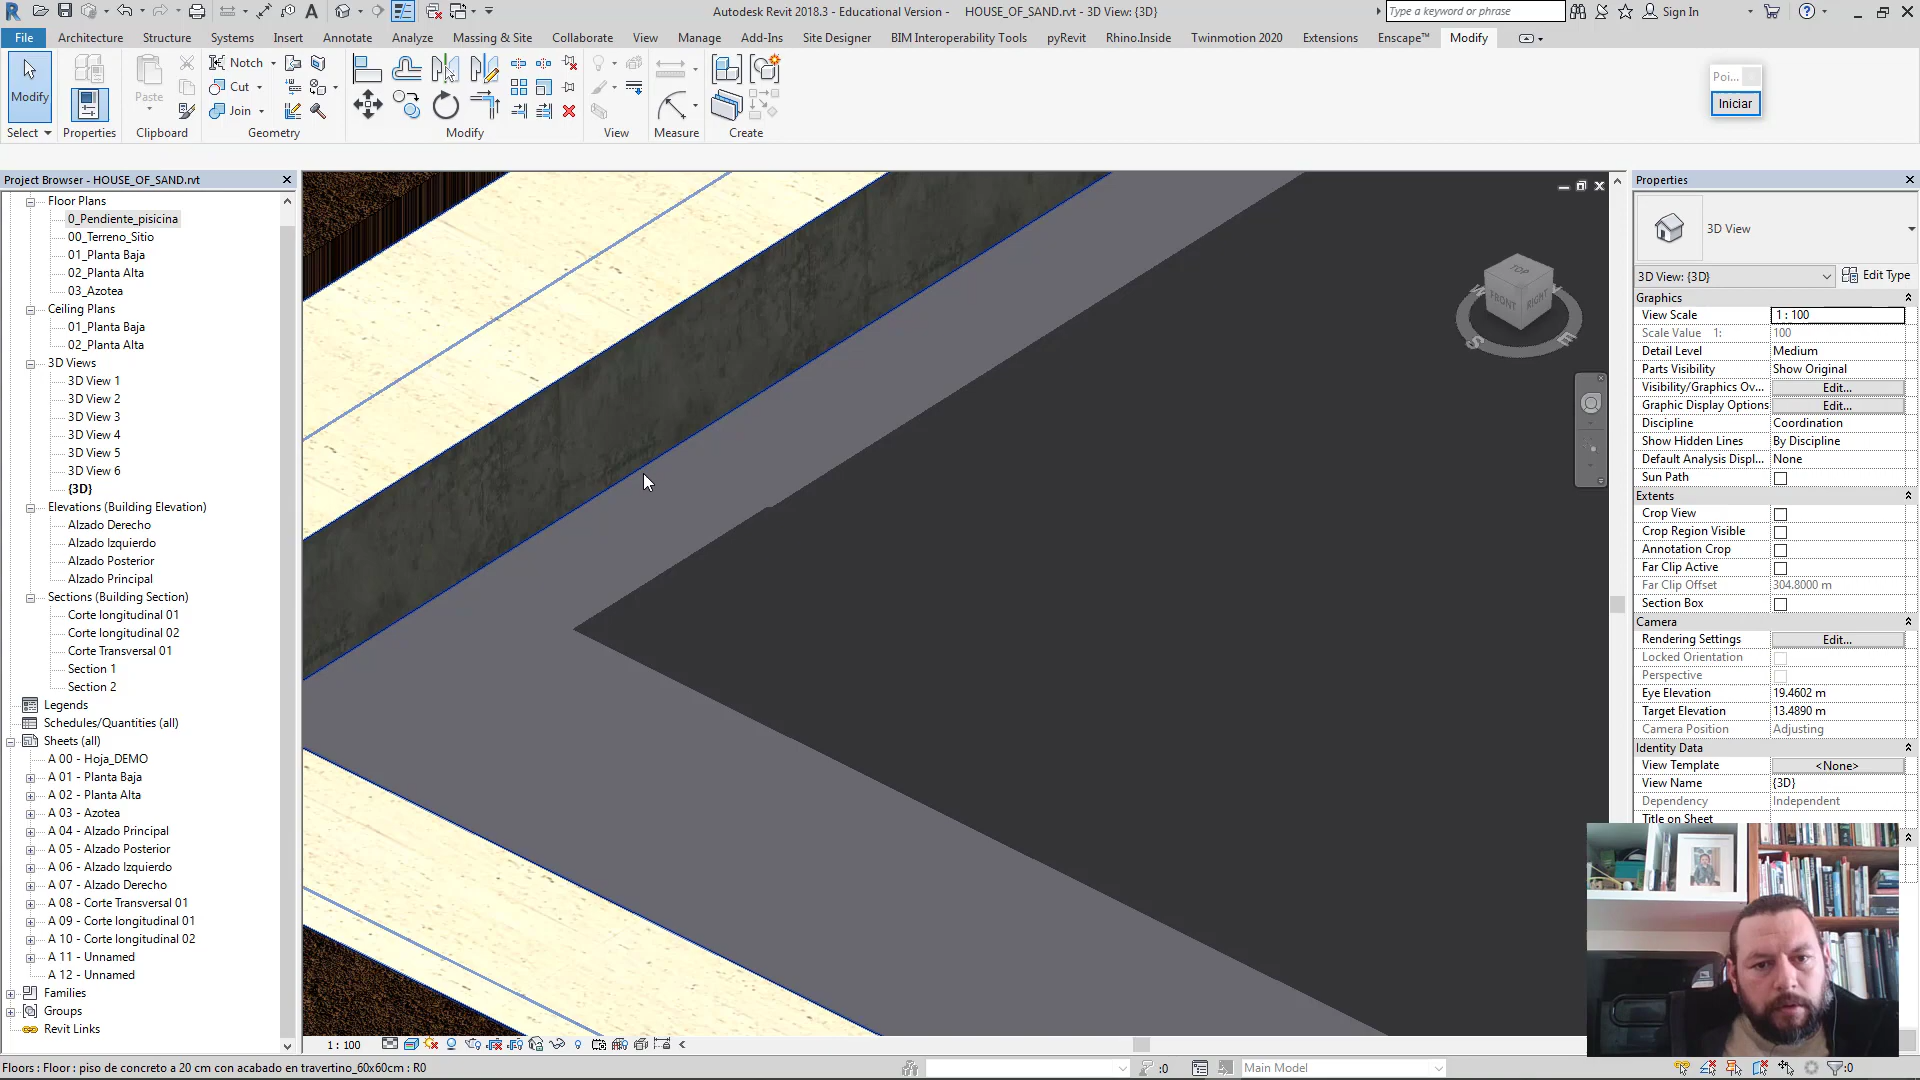 Autodesk Revit 2018.3 - Educational Version - HOUSE_OF_SAND.rvt - 3D View: {3D}
Type a keyword or phrase
Sign In
File Architecture Structure Systems Insert Annotate Analyze Massing & Site Collaborate View Manage Add-Ins Site Designer BIM Interoperability Tools pyRevit Rhino.Inside Twinmotion 2020 Extensions Enscape™ Modify
Modify
Paste
Notch
Cut
Join
Poi...
Iniciar
Select Properties Clipboard Geometry Modify View Measure Create
Project Browser - HOUSE_OF_SAND.rvt
Floor Plans
0_Pendiente_pisicina
00_Terreno_Sitio
01_Planta Baja
02_Planta Alta
03_Azotea
Ceiling Plans
01_Planta Baja
02_Planta Alta
3D Views
3D View 1
3D View 2
3D View 3
3D View 4
3D View 5
3D View 6
{3D}
Elevations (Building Elevation)
Alzado Derecho
Alzado Izquierdo
Alzado Posterior
Alzado Principal
Sections (Building Section)
Corte longitudinal 01
Corte longitudinal 02
Corte Transversal 01
Section 1
Section 2
Legends
Schedules/Quantities (all)
Sheets (all)
A 00 - Hoja_DEMO
A 01 - Planta Baja
A 02 - Planta Alta
A 03 - Azotea
A 04 - Alzado Principal
A 05 - Alzado Posterior
A 06 - Alzado Izquierdo
A 07 - Alzado Derecho
A 08 - Corte Transversal 01
A 09 - Corte longitudinal 01
A 10 - Corte longitudinal 02
A 11 - Unnamed
A 12 - Unnamed
Families
Groups
Revit Links
TOP
FRONT
RIGHT
W
S
E
Properties
3D View
3D View: {3D} Edit Type
Graphics
View Scale 1 : 100
Scale Value 1: 100
Detail Level Medium
Parts Visibility Show Original
Visibility/Graphics Ov... Edit...
Graphic Display Options Edit...
Discipline Coordination
Show Hidden Lines By Discipline
Default Analysis Displ... None
Sun Path
Extents
Crop View
Crop Region Visible
Annotation Crop
Far Clip Active
Far Clip Offset 304.8000 m
Section Box
Camera
Rendering Settings Edit...
Locked Orientation
Perspective
Eye Elevation 19.4602 m
Target Elevation 13.4890 m
Camera Position Adjusting
Identity Data
View Template <None>
View Name {3D}
Dependency Independent
Title on Sheet
1 : 100
Floors : Floor : piso de concreto a 20 cm con acabado en travertino_60x60cm : R0
:0
Main Model
:0